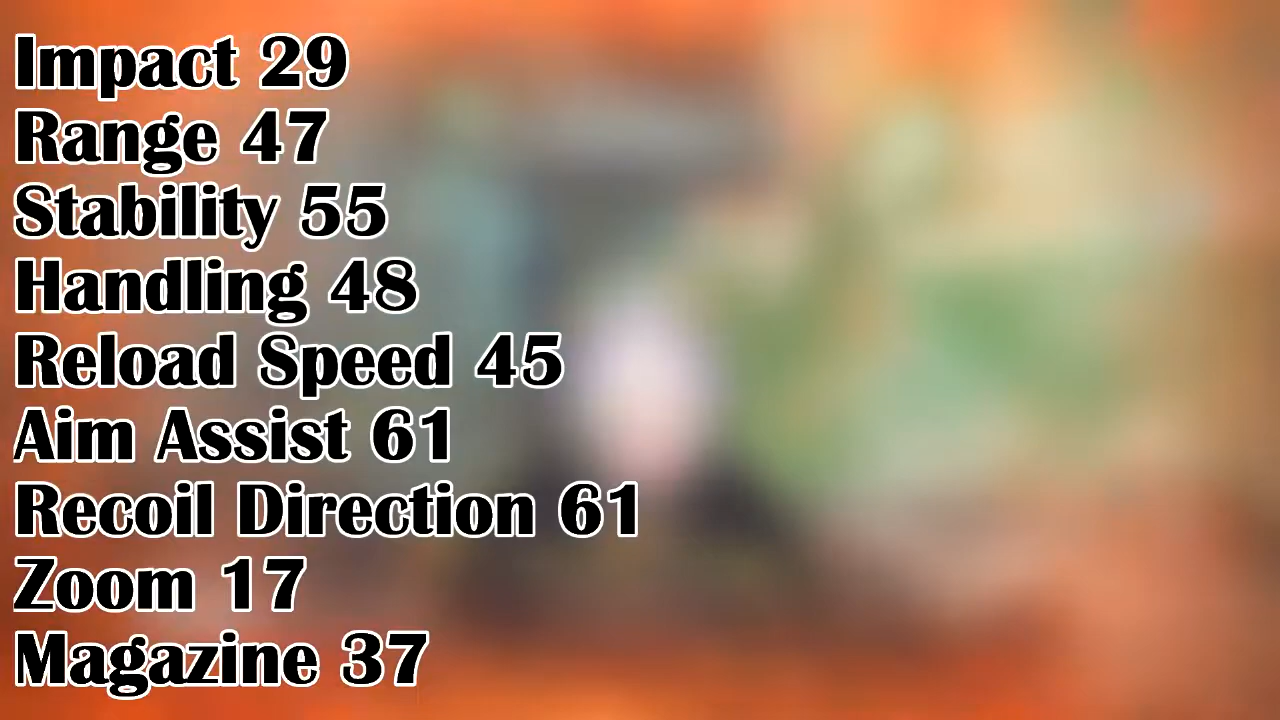 Impact 29
Range 47
Stability 55
Handling 48
Reload Speed 45
Aim Assist 61
Recoil Direction 61
Zoom 17
Magazine 37